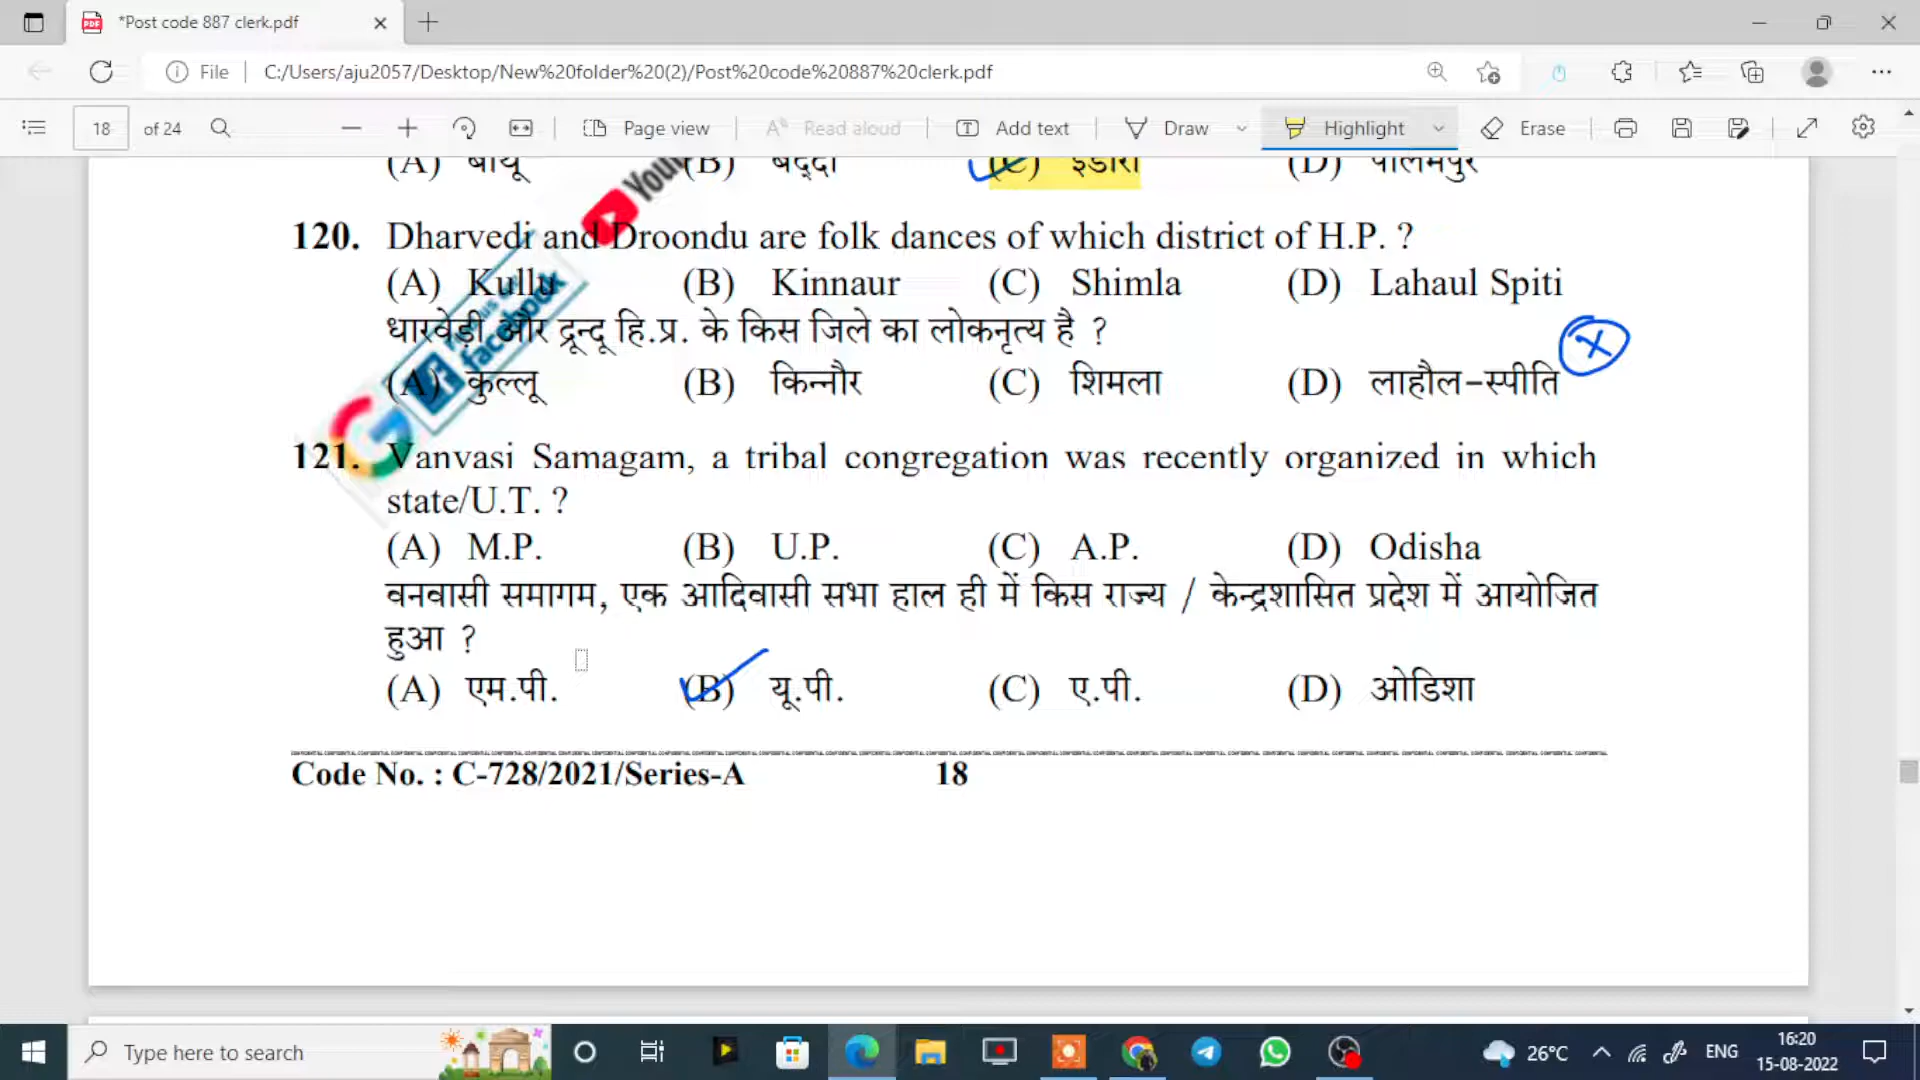 *Post code 887 clerk.pdf
File C:/Users/aju2057/Desktop/New%20folder%20(2)/Post%20code%20887%20clerk.pdf
18 of 24 Page view Read aloud Add text Draw Highlight Erase
(A) बाथू (B) बद्दी (C) इंडोरा (D) पालमपुर
120. Dharvedi and Droondu are folk dances of which district of H.P. ?
(A) Kullu (B) Kinnaur (C) Shimla (D) Lahaul Spiti
धारवेड़ी और द्रून्दू हि.प्र. के किस जिले का लोकनृत्य है ?
(A) कुल्लू (B) किन्नौर (C) शिमला (D) लाहौल-स्पीति
121. Vanvasi Samagam, a tribal congregation was recently organized in which
state/U.T. ?
(A) M.P. (B) U.P. (C) A.P. (D) Odisha
वनवासी समागम, एक आदिवासी सभा हाल ही में किस राज्य / केन्द्रशासित प्रदेश में आयोजित
हुआ ?
(A) एम.पी. (B) यू.पी. (C) ए.पी. (D) ओडिशा
Code No. : C-728/2021/Series-A 18
facebook
Type here to search
26°C ENG 16:20
15-08-2022